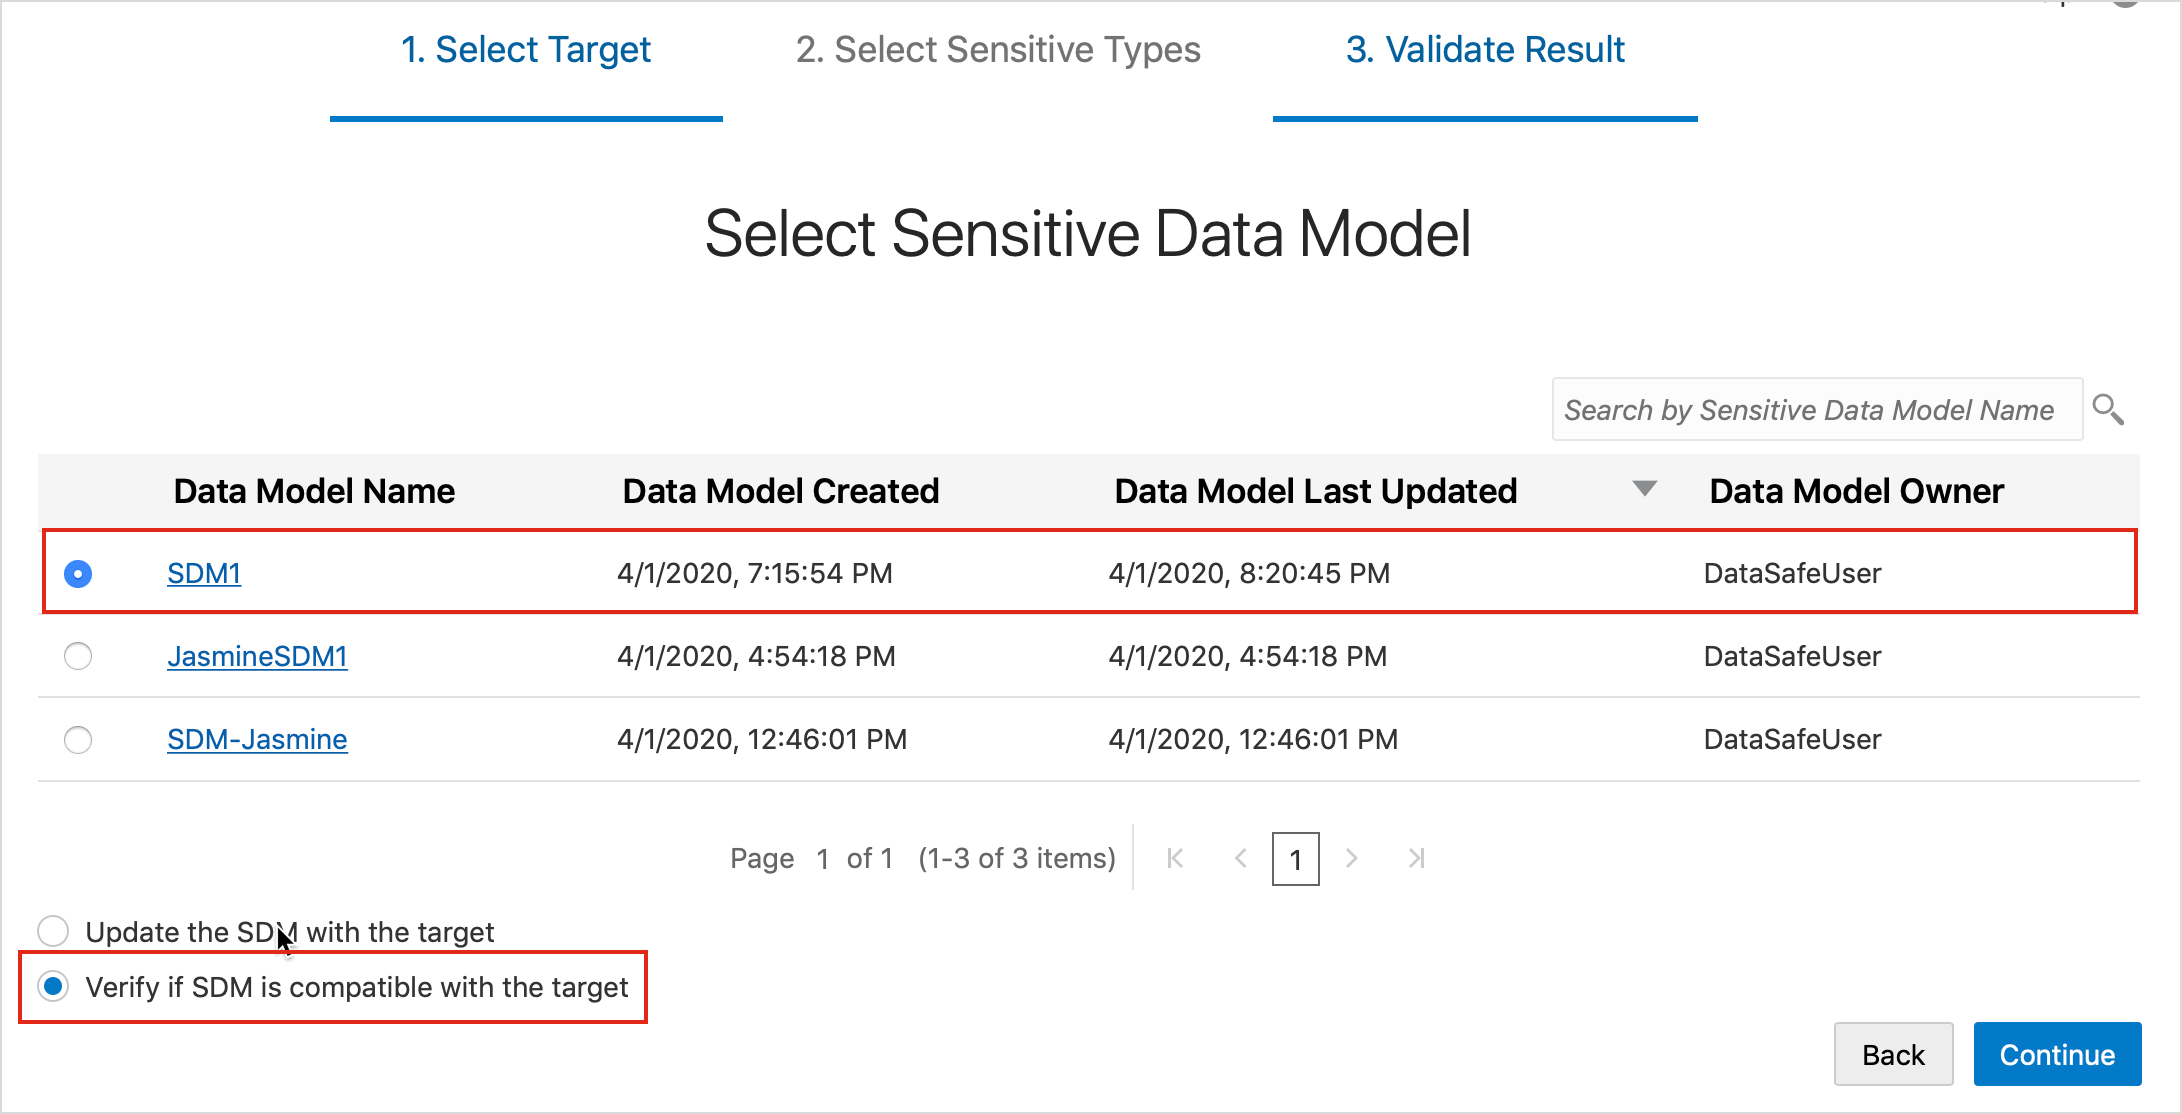 1. Select Target 2. Select Sensitive Types 3. Validate Result
Select Sensitive Data Model
Search by Sensitive Data Model Name
Data Model Name Data Model Created Data Model Last Updated Data Model Owner
SDM1 4/1/2020, 7:15:54 PM 4/1/2020, 8:20:45 PM DataSafeUser
JasmineSDM1 4/1/2020, 4:54:18 PM 4/1/2020, 4:54:18 PM DataSafeUser
SDM-Jasmine 4/1/2020, 12:46:01 PM 4/1/2020, 12:46:01 PM DataSafeUser
Page 1 of 1 (1-3 of 3 items) 1
Update the SDM with the target
Verify if SDM is compatible with the target
Back Continue